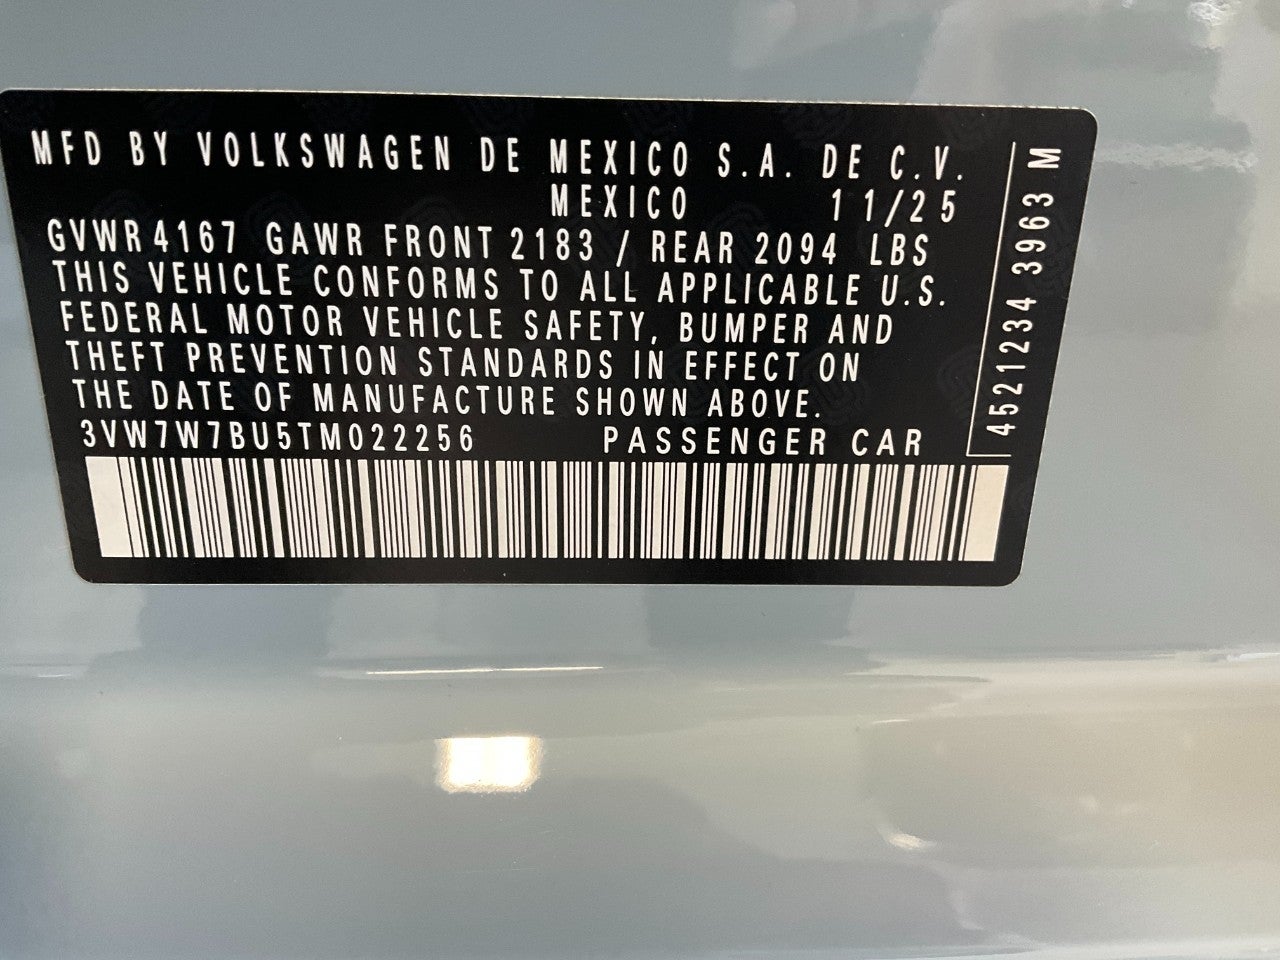 MFD BY VOLKSWAGEN DE MEXICO S.A. DE C.V.
MEXICO 11/25
GVWR 4167 GAWR FRONT 2183 / REAR 2094 LBS
THIS VEHICLE CONFORMS TO ALL APPLICABLE U.S.
FEDERAL MOTOR VEHICLE SAFETY, BUMPER AND
THEFT PREVENTION STANDARDS IN EFFECT ON
THE DATE OF MANUFACTURE SHOWN ABOVE.
3VW7W7BU5TM022256 PASSENGER CAR
4521234 3963 M